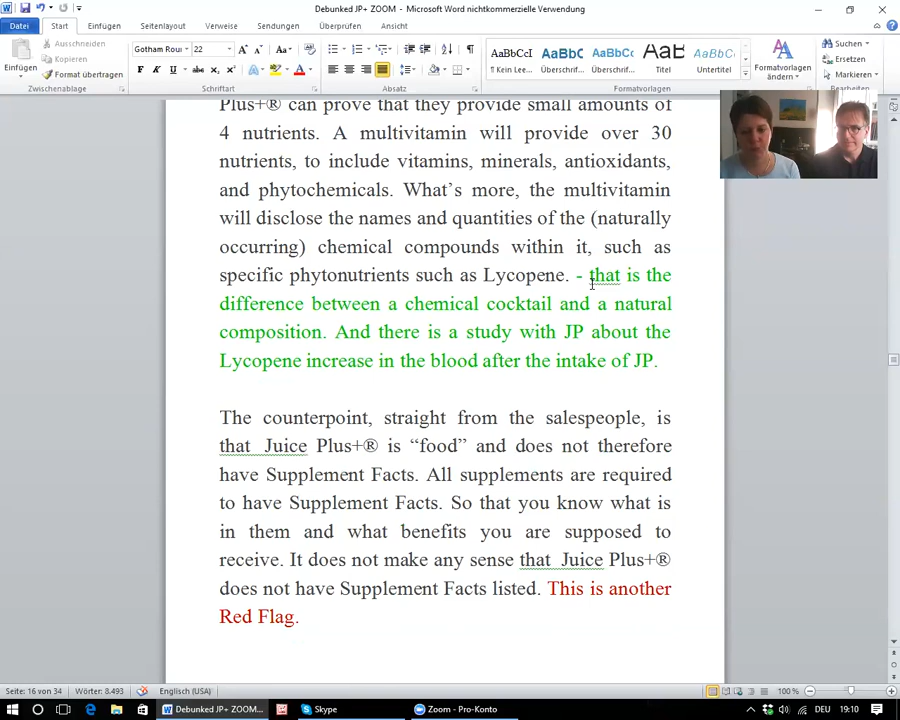 Debunked JP+ ZOOM - Microsoft Word nichtkommerzielle Verwendung
Datei Start Einfügen Seitenlayout Verweise Sendungen Überprüfen Ansicht
Einfügen
Ausschneiden
Kopieren
Format übertragen
Zwischenablage
Gotham Roun 22
Schriftart
Absatz
AaBbCcI AaBbC AaBbCc AaB AaBbCc.
¶ Kein Leer... Überschrif... Überschrif... Titel Untertitel
Formatvorlagen
Formatvorlagen ändern
Suchen
Ersetzen
Markieren
Bearbeiten
Plus+® can prove that they provide small amounts of
4 nutrients. A multivitamin will provide over 30
nutrients, to include vitamins, minerals, antioxidants,
and phytochemicals. What's more, the multivitamin
will disclose the names and quantities of the (naturally
occurring) chemical compounds within it, such as
specific phytonutrients such as Lycopene. - that is the
difference between a chemical cocktail and a natural
composition. And there is a study with JP about the
Lycopene increase in the blood after the intake of JP.
The counterpoint, straight from the salespeople, is
that Juice Plus+® is “food” and does not therefore
have Supplement Facts. All supplements are required
to have Supplement Facts. So that you know what is
in them and what benefits you are supposed to
receive. It does not make any sense that Juice Plus+®
does not have Supplement Facts listed. This is another
Red Flag.
Seite: 16 von 34 Wörter: 8.493 Englisch (USA) 100 %
Debunked JP+ ZOOM... Skype Zoom - Pro-Konto DEU 19:10